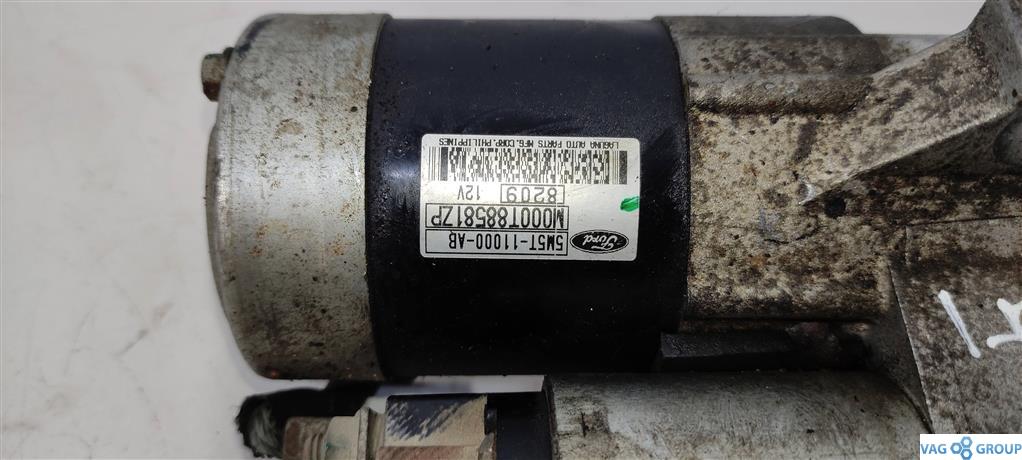 Ford
5M5T-11000-AB
M000T88581ZP
8209 12V
LAGUNA AUTO PARTS MFG.CORP.PHILIPPINES
VAG GROUP